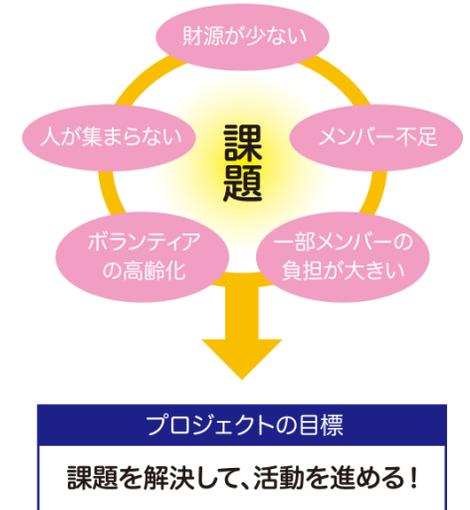 財源が少ない
人が集まらない
メンバー不足
課題
ボランティア
の高齢化
一部メンバーの
負担が大きい
プロジェクトの目標
課題を解決して、活動を進める！